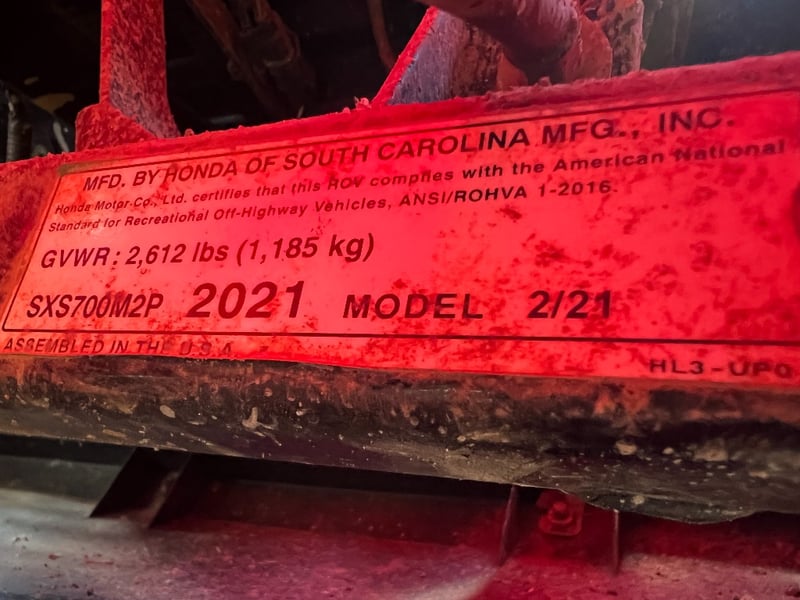 MFD. BY HONDA OF SOUTH CAROLINA MFG., INC.
Honda Motor Co., Ltd. certifies that this ROV complies with the American National
Standard for Recreational Off-Highway Vehicles, ANSI/ROHVA 1-2016.
GVWR: 2,612 lbs (1,185 kg)
SXS700M2P 2021 MODEL 2/21
ASSEMBLED IN THE U.S.A.
HL3-UP0